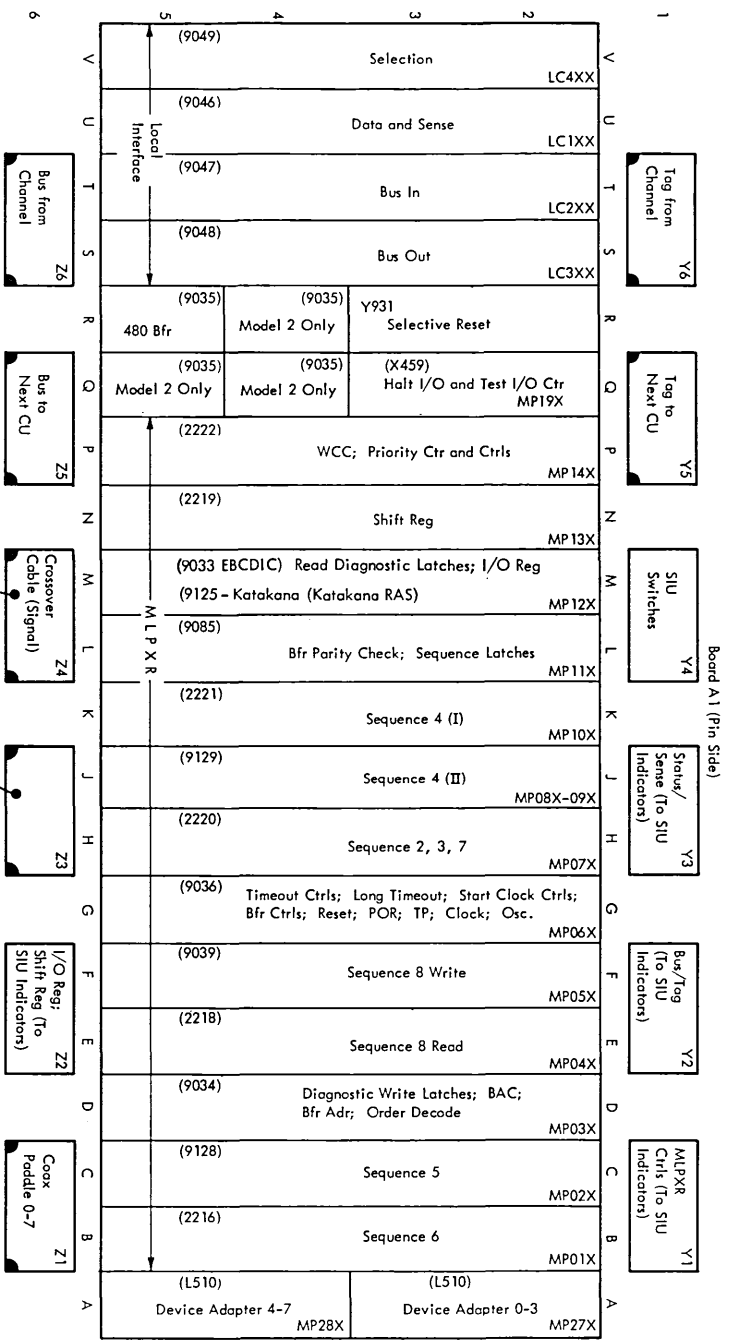 6
5
4
3
2
1
Board A1 (Pin Side)
V
(9049)
Selection
LC4XX
V
U
(9046)
Data and Sense
LC1XX
U
Local
Interface
T
(9047)
Bus In
LC2XX
T
S
(9048)
Bus Out
LC3XX
S
R
(9035)
480 Bfr
(9035)
Model 2 Only
Y931
Selective Reset
R
Q
(9035)
Model 2 Only
(9035)
Model 2 Only
(X459)
Halt I/O and Test I/O Ctr
MP19X
Q
P
(2222)
WCC; Priority Ctr and Ctrls
MP14X
P
N
(2219)
Shift Reg
MP13X
N
M
(9033 EBCDIC) Read Diagnostic Latches; I/O Reg
(9125 – Katakana (Katakana RAS)
MP12X
M
MLPXR
L
(9085)
Bfr Parity Check; Sequence Latches
MP11X
L
K
(2221)
Sequence 4 (I)
MP10X
K
J
(9129)
Sequence 4 (II)
MP08X-09X
J
H
(2220)
Sequence 2, 3, 7
MP07X
H
G
(9036)
Timeout Ctrls; Long Timeout; Start Clock Ctrls;
Bfr Ctrls; Reset; POR; TP; Clock; Osc.
MP06X
G
F
(9039)
Sequence 8 Write
MP05X
F
E
(2218)
Sequence 8 Read
MP04X
E
D
(9034)
Diagnostic Write Latches; BAC;
Bfr Adr; Order Decode
MP03X
D
C
(9128)
Sequence 5
MP02X
C
B
(2216)
Sequence 6
MP01X
B
A
(L510)
Device Adapter 4-7
MP28X
(L510)
Device Adapter 0-3
MP27X
A
Bus from
Channel
Z6
Bus to
Next CU
Z5
Crossover
Cable (Signal)
Z4
Z3
I/O Reg;
Shift Reg (To
SIU Indicators)
Z2
Coax
Paddle 0-7
Z1
Tag from
Channel
Y6
Tag to
Next CU
Y5
SIU
Switches
Y4
Status/
Sense (To SIU
Indicators)
Y3
Bus/Tag
(To SIU
Indicators)
Y2
MLPXR
Ctrls (To SIU
Indicators)
Y1